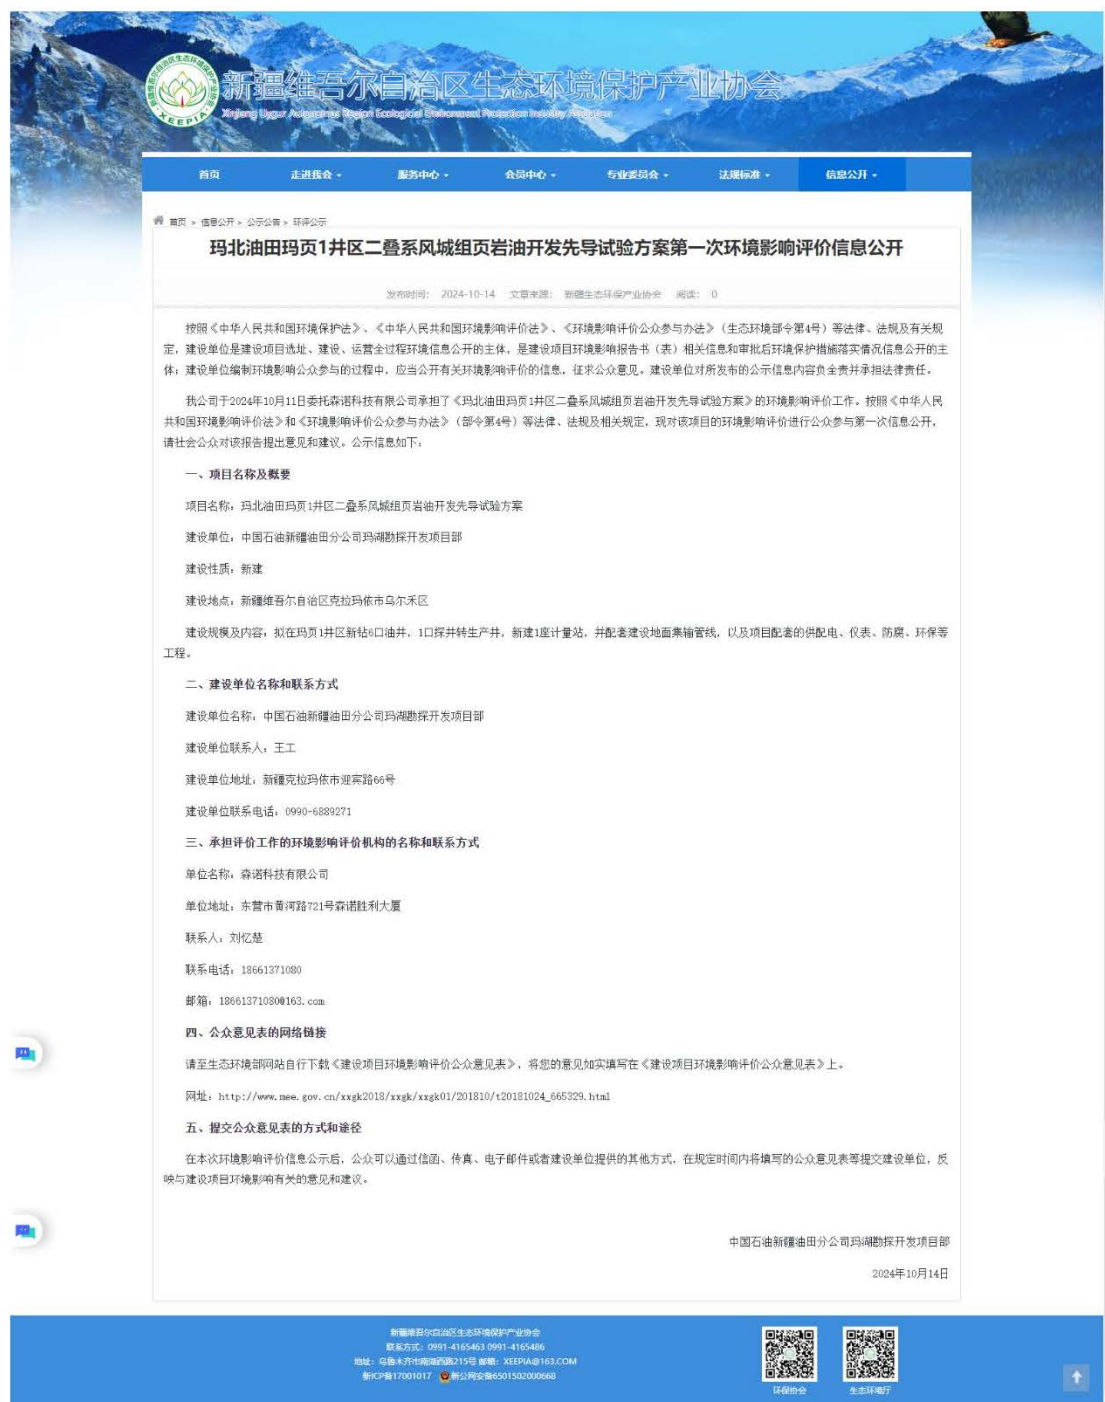 新疆维吾尔自治区生态环境保护产业协会
Xinjiang Uygur Autonomous Region Ecological Environment Protection Industry Association
XEEPIA
首页 走进我会 服务中心 会员中心 专业委员会 法规标准 信息公开
首页 > 信息公开 > 公示公告 > 环评公示
玛北油田玛页1井区二叠系风城组页岩油开发先导试验方案第一次环境影响评价信息公开
发布时间: 2024-10-14 文章来源: 新疆生态环保产业协会 阅读: 0
按照《中华人民共和国环境保护法》、《中华人民共和国环境影响评价法》、《环境影响评价公众参与办法》（生态环境部令第4号）等法律、法规及有关规
定，建设单位是建设项目选址、建设、运营全过程环境信息公开的主体，是建设项目环境影响报告书（表）相关信息和审批后环境保护措施落实情况信息公开的主
体；建设单位编制环境影响公众参与的过程中，应当公开有关环境影响评价的信息，征求公众意见。建设单位对所发布的公示信息内容负全责并承担法律责任。
我公司于2024年10月11日委托森诺科技有限公司承担了《玛北油田玛页1井区二叠系风城组页岩油开发先导试验方案》的环境影响评价工作。按照《中华人民
共和国环境影响评价法》和《环境影响评价公众参与办法》（部令第4号）等法律、法规及相关规定，现对该项目的环境影响评价进行公众参与第一次信息公开，
请社会公众对该报告提出意见和建议。公示信息如下：
一、项目名称及概要
项目名称：玛北油田玛页1井区二叠系风城组页岩油开发先导试验方案
建设单位：中国石油新疆油田分公司玛湖勘探开发项目部
建设性质：新建
建设地点：新疆维吾尔自治区克拉玛依市乌尔禾区
建设规模及内容：拟在玛页1井区新钻6口油井，1口探井转生产井，新建1座计量站，并配套建设地面集输管线，以及项目配套的供配电、仪表、防腐、环保等
工程。
二、建设单位名称和联系方式
建设单位名称：中国石油新疆油田分公司玛湖勘探开发项目部
建设单位联系人：王工
建设单位地址：新疆克拉玛依市迎宾路66号
建设单位联系电话：0990-6889271
三、承担评价工作的环境影响评价机构的名称和联系方式
单位名称：森诺科技有限公司
单位地址：东营市黄河路721号森诺胜利大厦
联系人：刘忆楚
联系电话：18661371080
邮箱：18661371080@163.com
四、公众意见表的网络链接
请至生态环境部网站自行下载《建设项目环境影响评价公众意见表》，将您的意见如实填写在《建设项目环境影响评价公众意见表》上。
网址：http://www.mee.gov.cn/xxgk2018/xxgk/xxgk01/201810/t20181024_665329.html
五、提交公众意见表的方式和途径
在本次环境影响评价信息公示后，公众可以通过信函、传真、电子邮件或者建设单位提供的其他方式，在规定时间内将填写的公众意见表等提交建设单位，反
映与建设项目环境影响有关的意见和建议。
中国石油新疆油田分公司玛湖勘探开发项目部
2024年10月14日
新疆维吾尔自治区生态环境保护产业协会
联系方式：0991-4165463 0991-4165486
地址：乌鲁木齐市南湖西路215号 邮箱：XEEPIA@163.COM
新ICP备17001017 新公网安备6501502000668
环保协会 生态环境厅